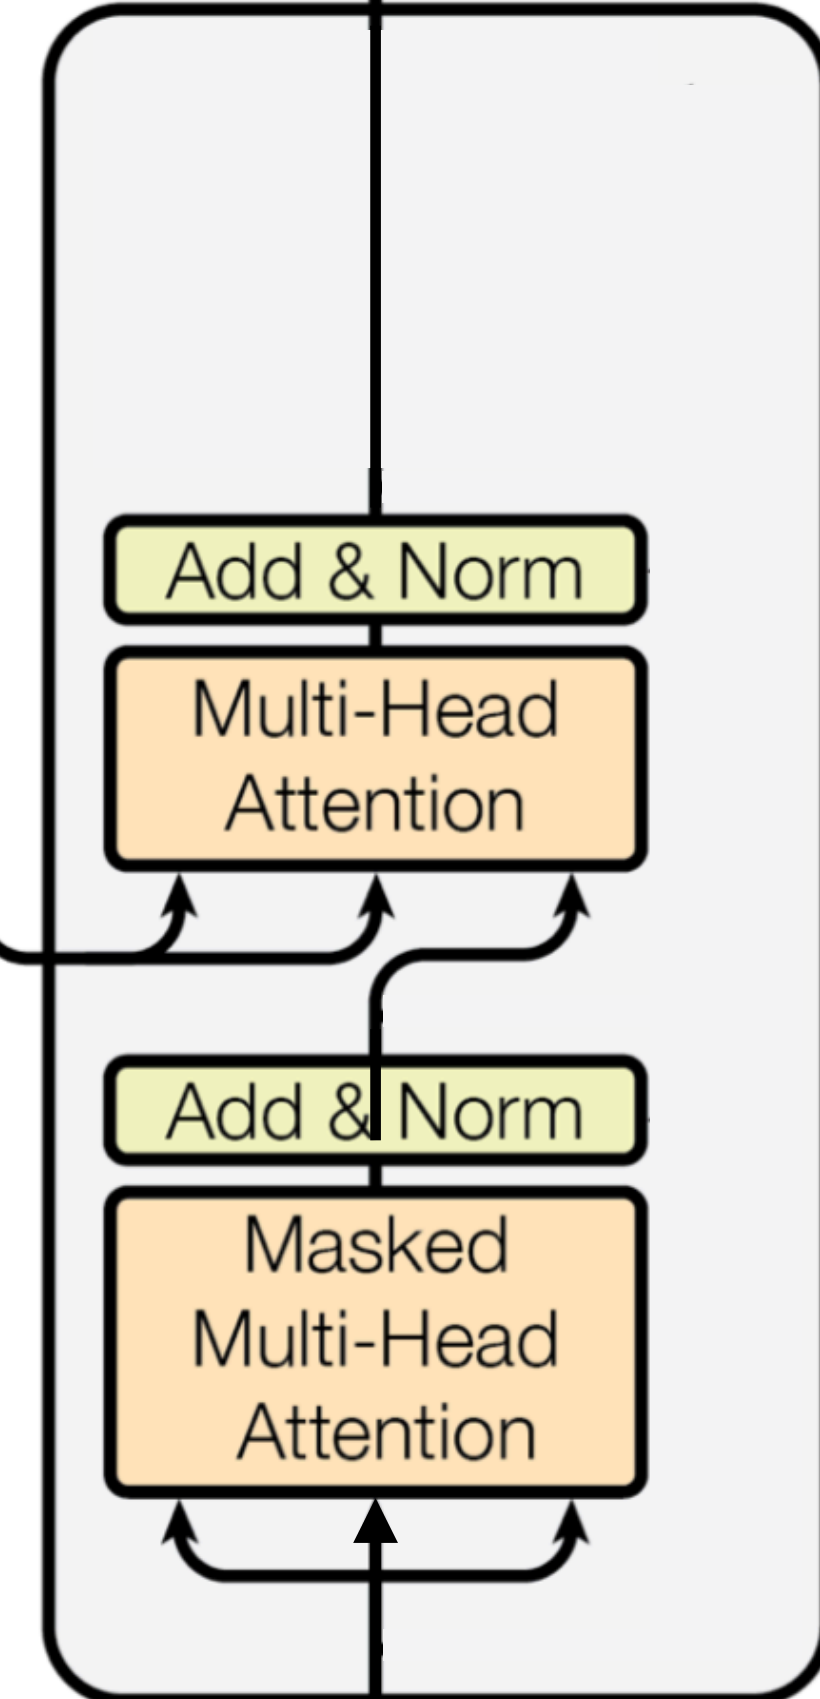 Add & Norm
Multi-Head
Attention
Add & Norm
Masked
Multi-Head
Attention